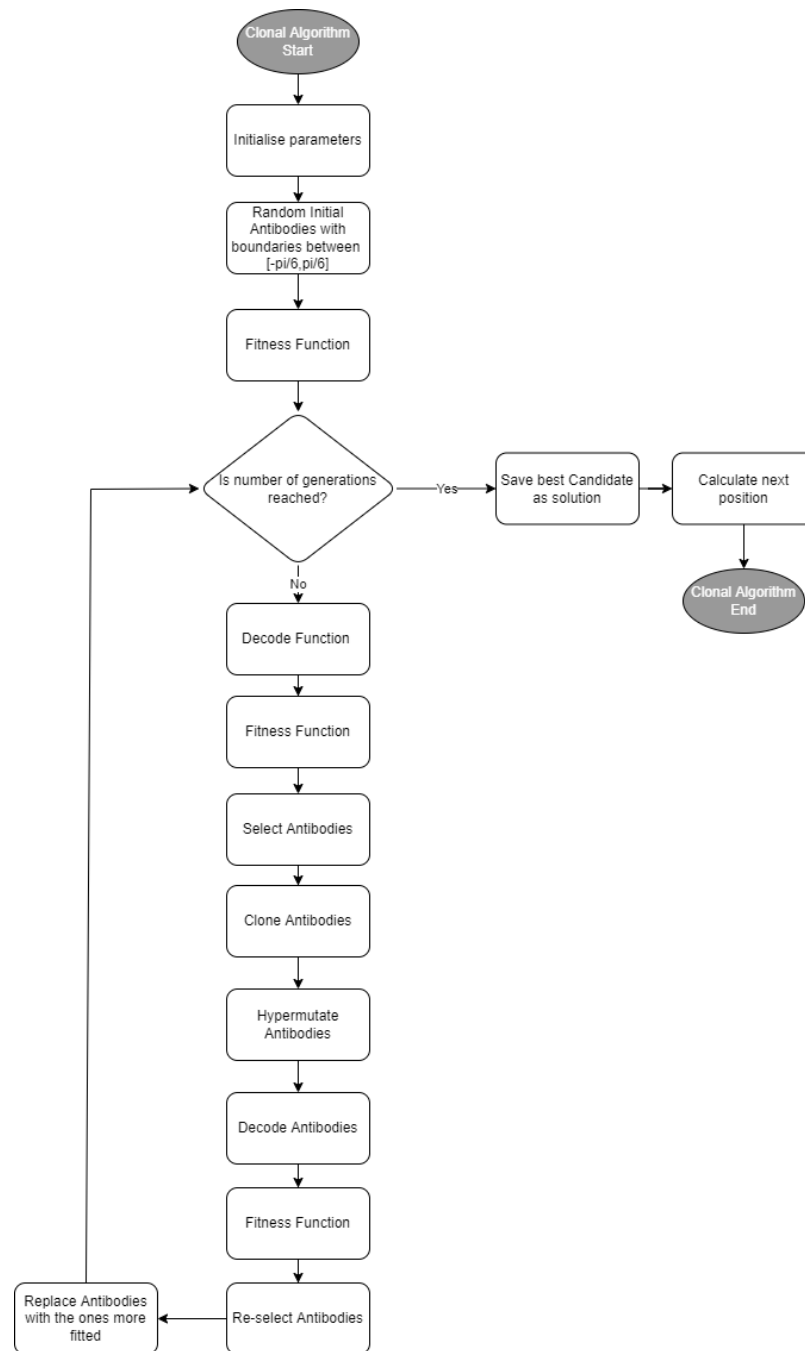 Clonal Algorithm
Start
Initialise parameters
Random Initial
Antibodies with
boundaries between
[-pi/6,pi/6]
Fitness Function
Is number of generations
reached?
Yes
Save best Candidate
as solution
Calculate next
position
Clonal Algorithm
End
No
Decode Function
Fitness Function
Select Antibodies
Clone Antibodies
Hypermutate
Antibodies
Decode Antibodies
Fitness Function
Re-select Antibodies
Replace Antibodies
with the ones more
fitted